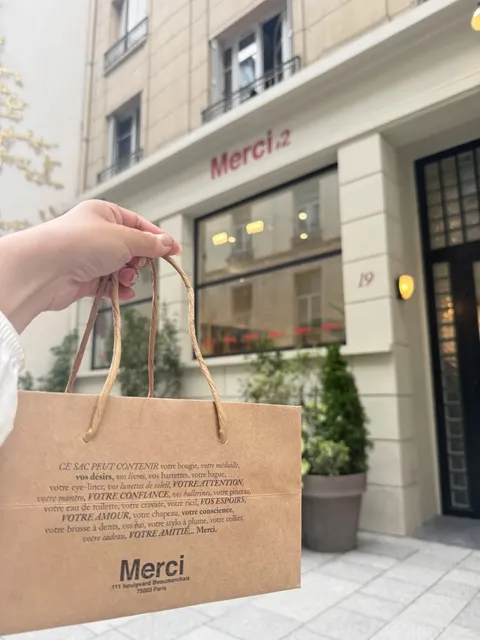 Merci #2
19
CE SAC PEUT CONTENIR votre bougie, votre médaille,
vos désirs, vos livres, vos barrettes, votre bague,
votre eye-liner, vos lunettes de soleil, VOTRE ATTENTION,
votre montre, VOTRE CONFIANCE, vos ballerines, votre pinceau,
votre eau de toilette, votre cravate, votre ricil, VOS ESPOIRS,
VOTRE AMOUR, votre chapeau, votre conscience,
votre brosse à dents, vos bas, votre stylo à plume, votre collier,
votre cadeau, VOTRE AMITIÉ... Merci.
Merci
111 boulevard Beaumarchais
75003 Paris